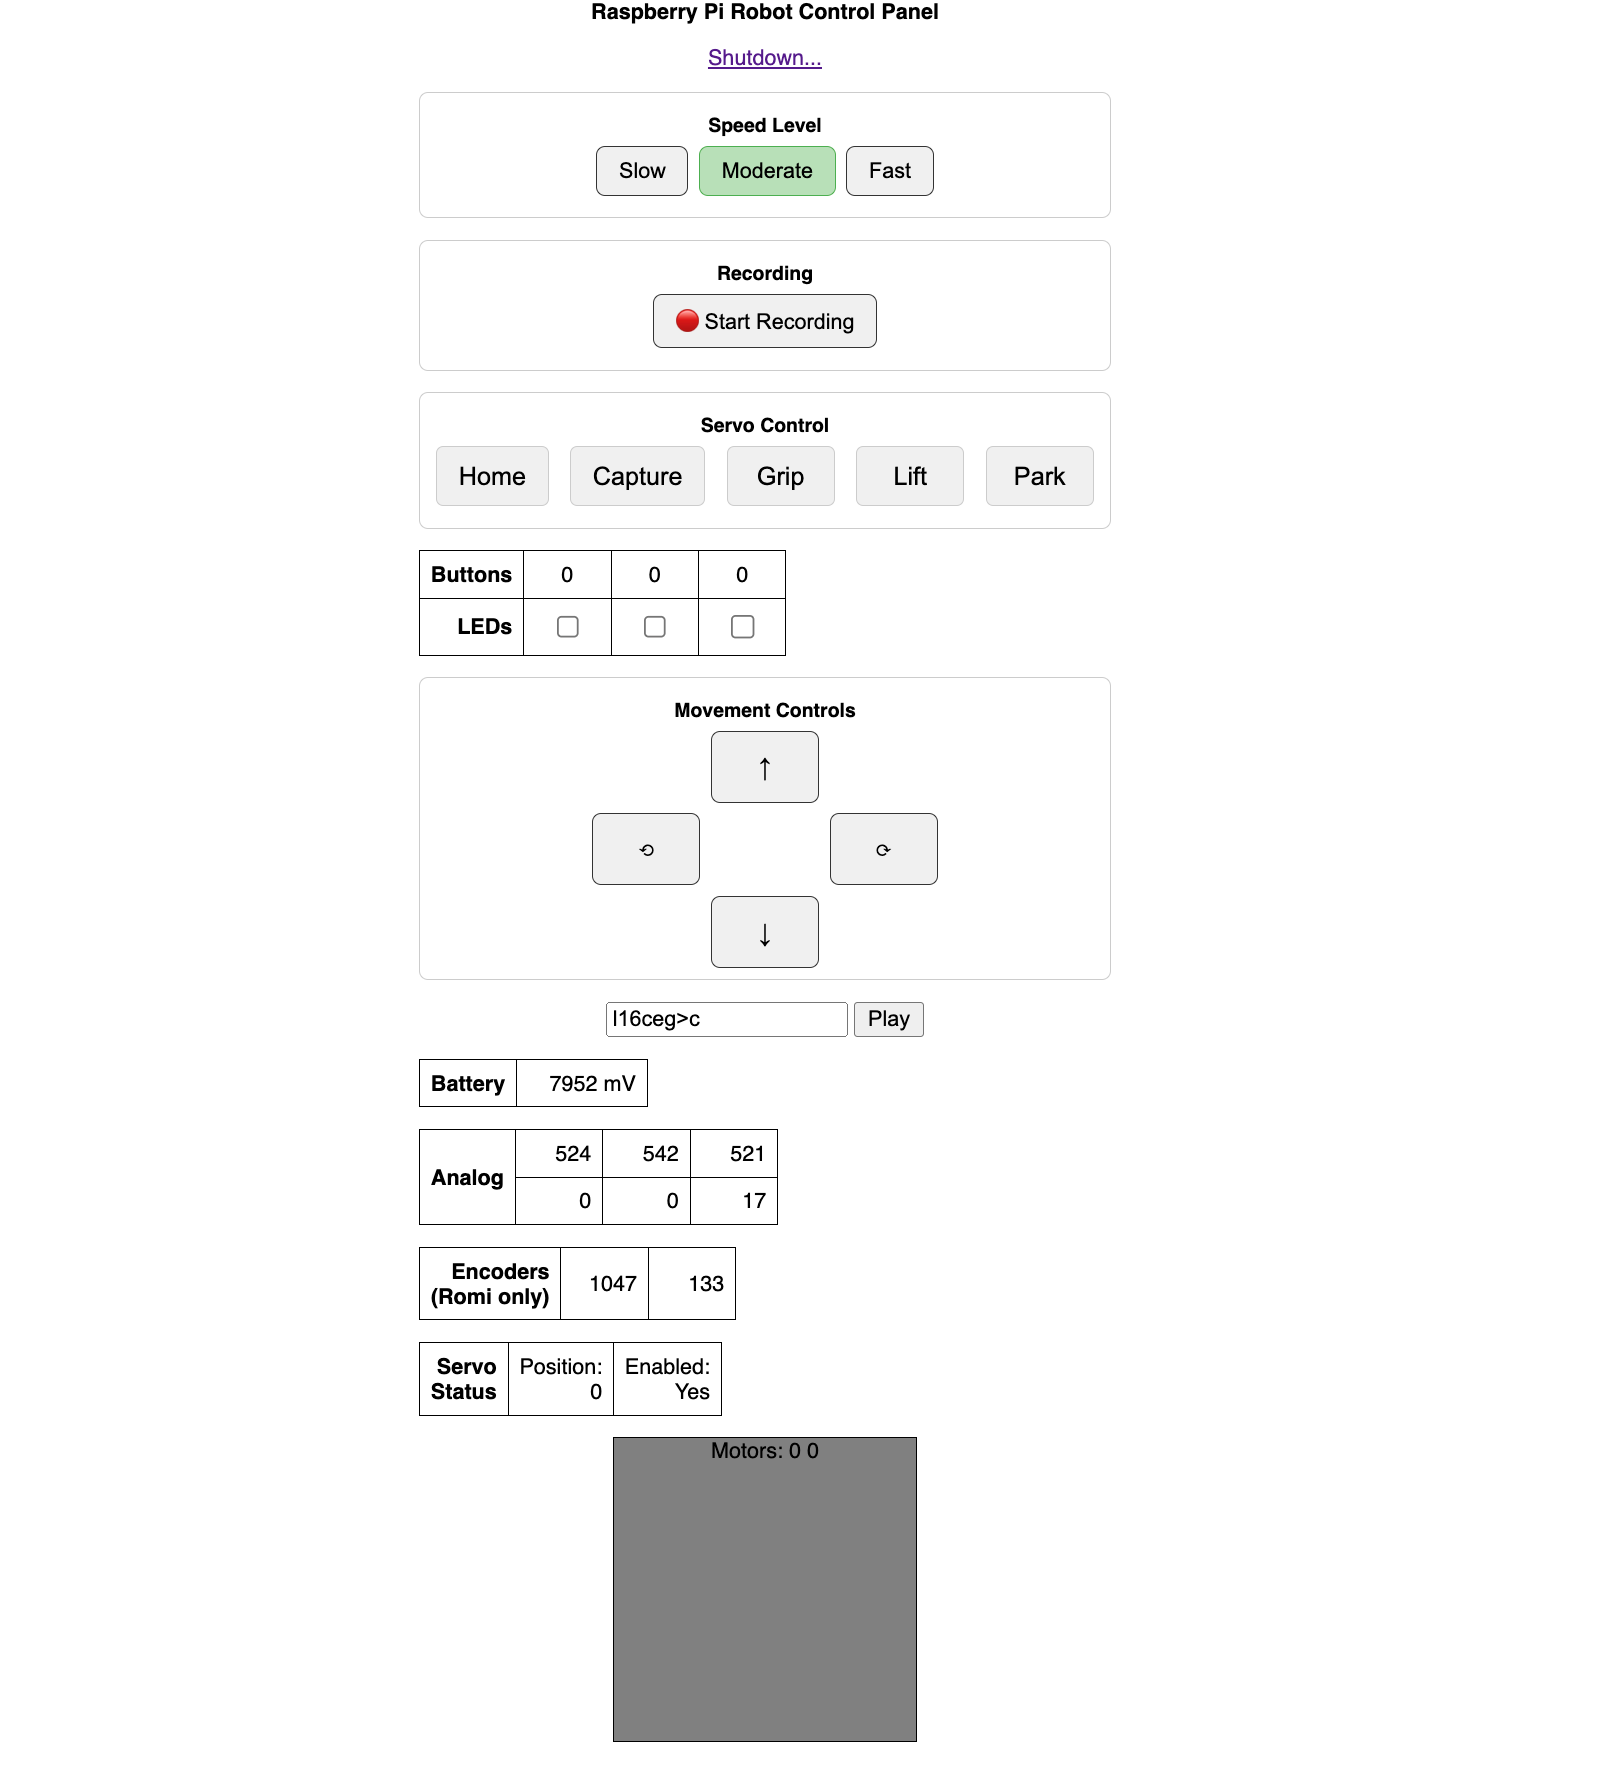 Raspberry Pi Robot Control Panel
Shutdown...
Speed Level
Slow Moderate Fast
Recording
Start Recording
Servo Control
Home Capture Grip Lift Park
Buttons 0 0 0
LEDs
Movement Controls
↑
⟲ ⟳
↓
l16ceg>c Play
Battery 7952 mV
Analog 524 542 521
0 0 17
Encoders (Romi only) 1047 133
Servo Status Position: 0 Enabled: Yes
Motors: 0 0